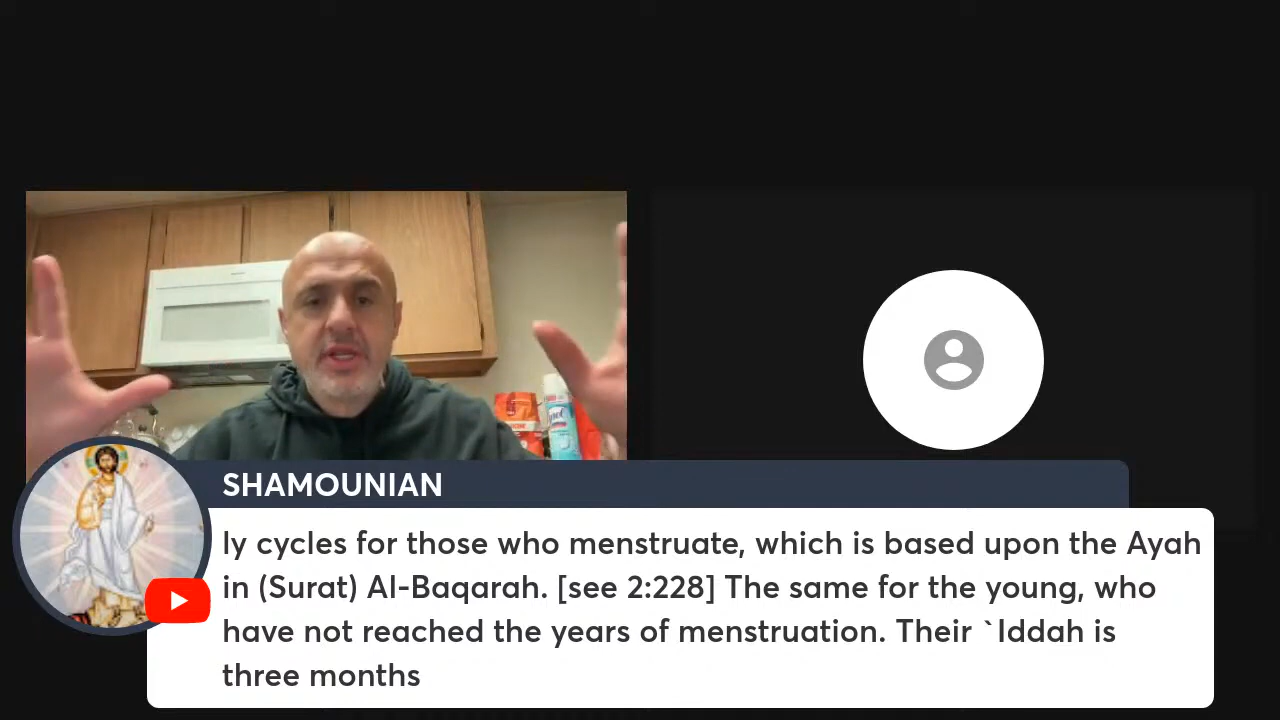 SHAMOUNIAN
ly cycles for those who menstruate, which is based upon the Ayah
in (Surat) Al-Baqarah. [see 2:228] The same for the young, who
have not reached the years of menstruation. Their `Iddah is
three months